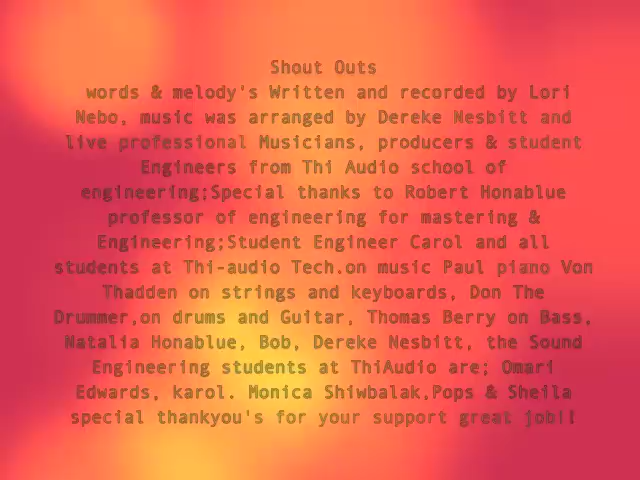 Shout Outs
words & melody's Written and recorded by Lori
Nebo, music was arranged by Dereke Nesbitt and
live professional Musicians, producers & student
Engineers from Thi Audio school of
engineering;Special thanks to Robert Honablue
professor of engineering for mastering &
Engineering;Student Engineer Carol and all
students at Thi-audio Tech.on music Paul piano Von
Thadden on strings and keyboards, Don The
Drummer,on drums and Guitar, Thomas Berry on Bass,
Natalia Honablue, Bob, Dereke Nesbitt, the Sound
Engineering students at ThiAudio are; Omari
Edwards, karol. Monica Shiwbalak,Pops & Sheila
special thankyou's for your support great job!!